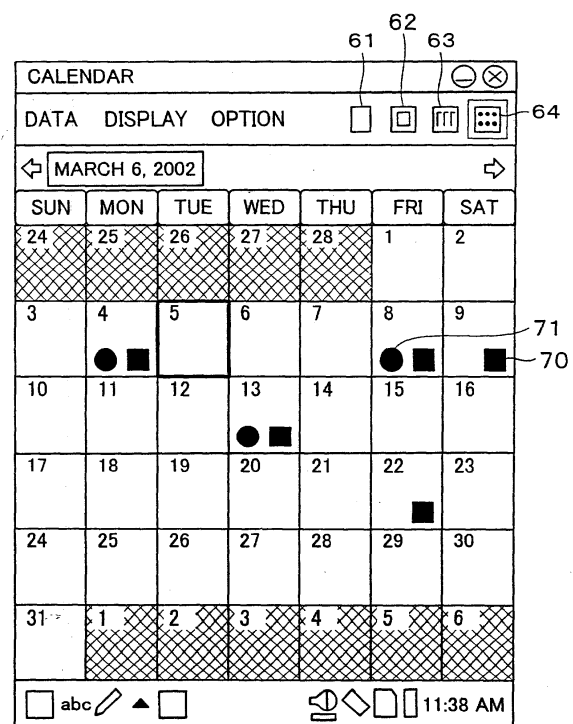 61 62 63
CALENDAR
DATA DISPLAY OPTION 64
MARCH 6, 2002
SUN MON TUE WED THU FRI SAT
24 25 26 27 28 1 2
3 4 5 6 7 8 9
71
70
10 11 12 13 14 15 16
17 18 19 20 21 22 23
24 25 26 27 28 29 30
31 1 2 3 4 5 6
abc 11:38 AM